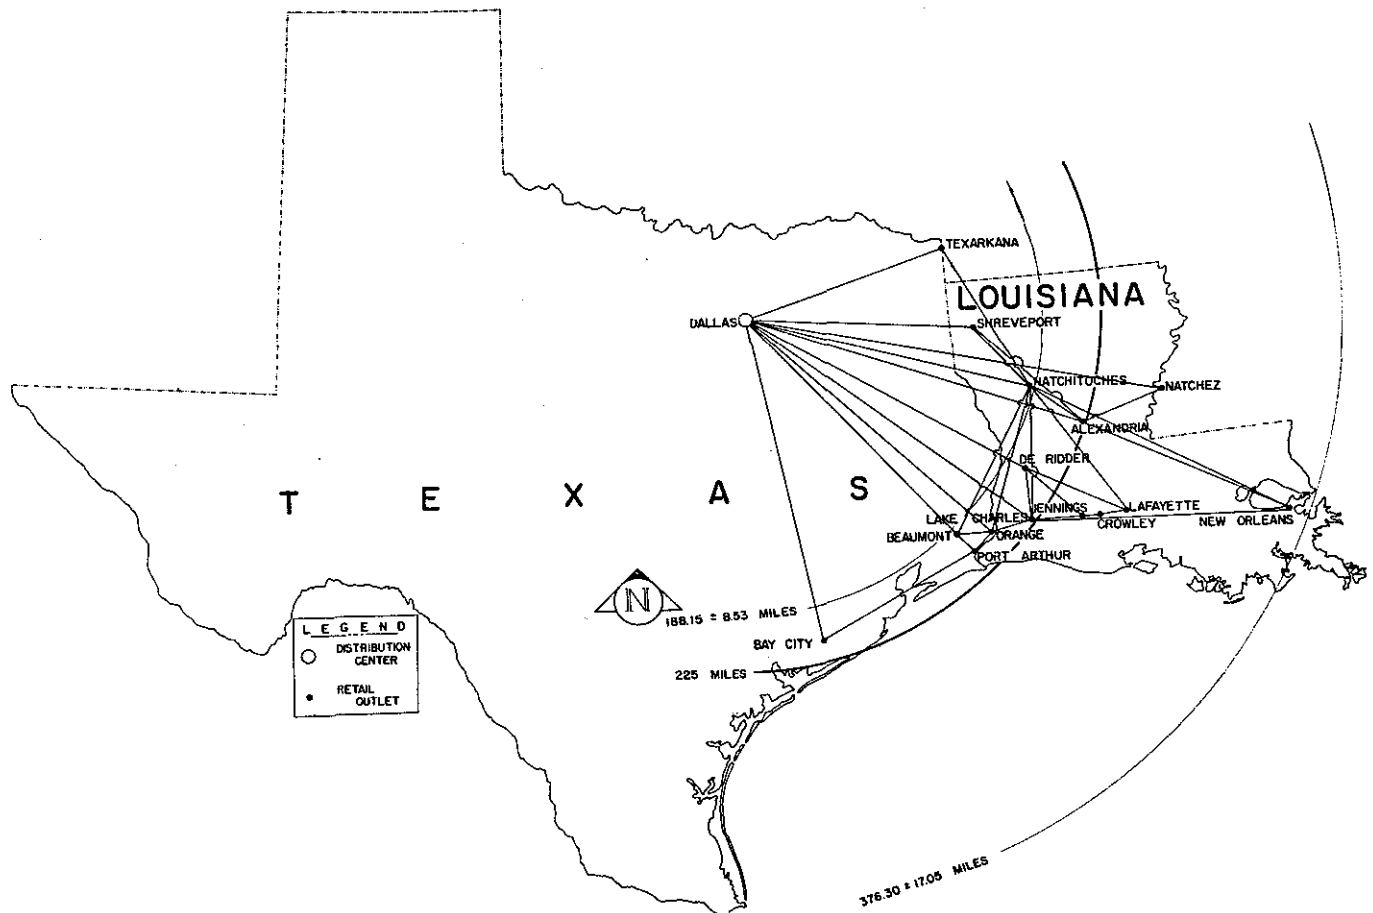 TEXARKANA
LOUISIANA
DALLAS
SHREVEPORT
NATCHITOCHES
NATCHEZ
ALEXANDRIA
DE RIDDER
T E X A S
LAKE CHARLES
JENNINGS
LAFAYETTE
CROWLEY
NEW ORLEANS
BEAUMONT
ORANGE
PORT ARTHUR
N
188.15 ± 8.53 MILES
BAY CITY
225 MILES
LEGEND
DISTRIBUTION
CENTER
RETAIL
OUTLET
376.30 ± 17.05 MILES